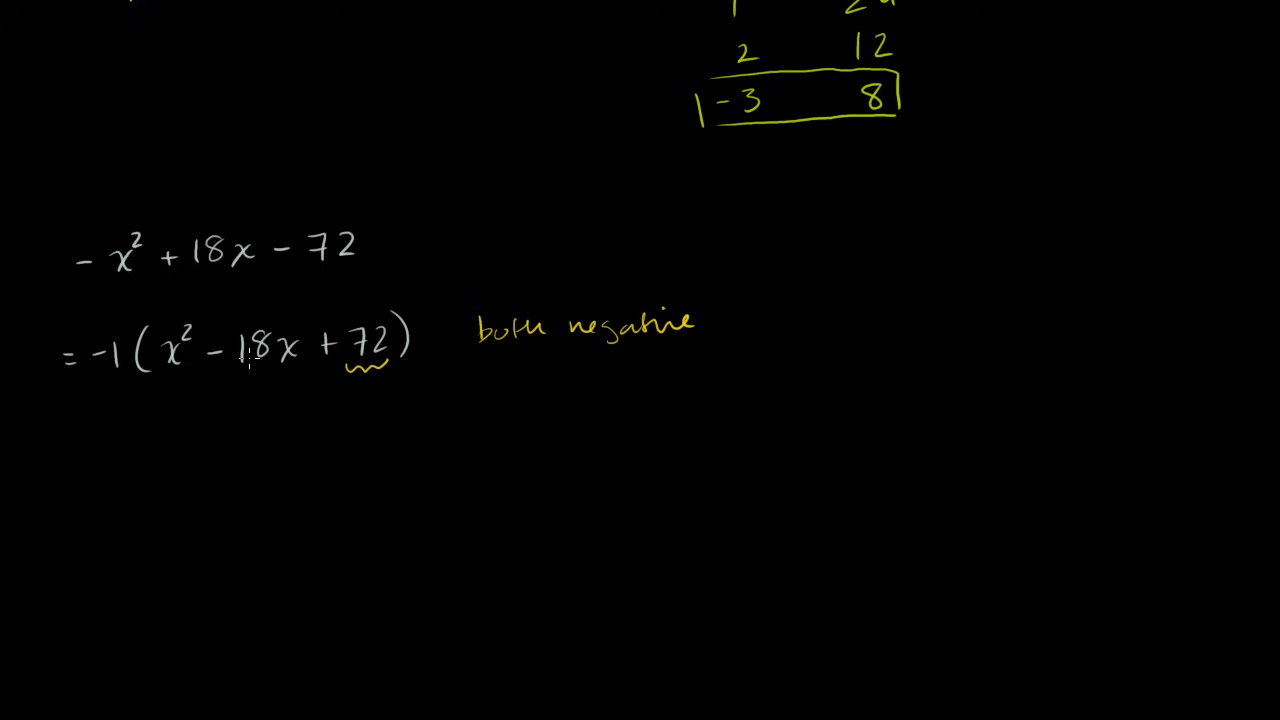 2 12
-3 8
-x² + 18x - 72
= -1(x² - 18x + 72) both negative